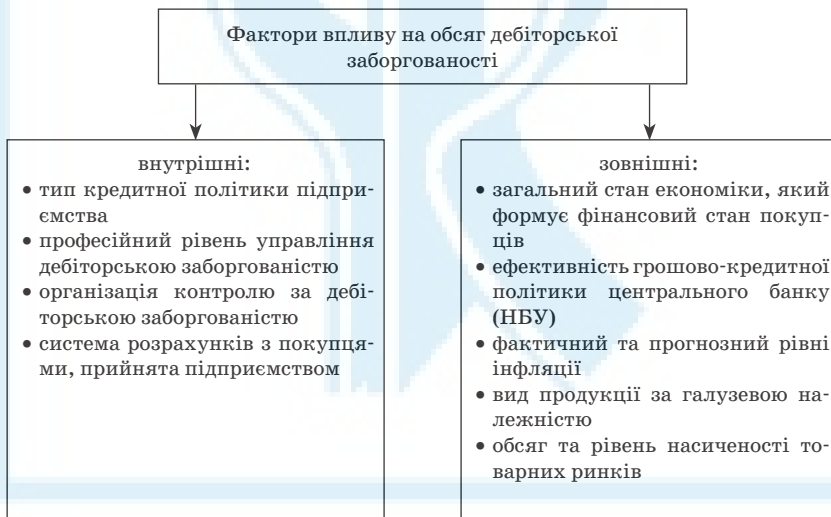 Фактори впливу на обсяг дебіторської
заборгованості
внутрішні:
• тип кредитної політики підпри-
ємства
• професійний рівень управління
дебіторською заборгованістю
• організація контролю за дебі-
торською заборгованістю
• система розрахунків з покупця-
ми, прийнята підприємством
зовнішні:
• загальний стан економіки, який
формує фінансовий стан покуп-
ців
• ефективність грошово-кредитної
політики центрального банку
(НБУ)
• фактичний та прогнозний рівні
інфляції
• вид продукції за галузевою на-
лежністю
• обсяг та рівень насиченості то-
варних ринків